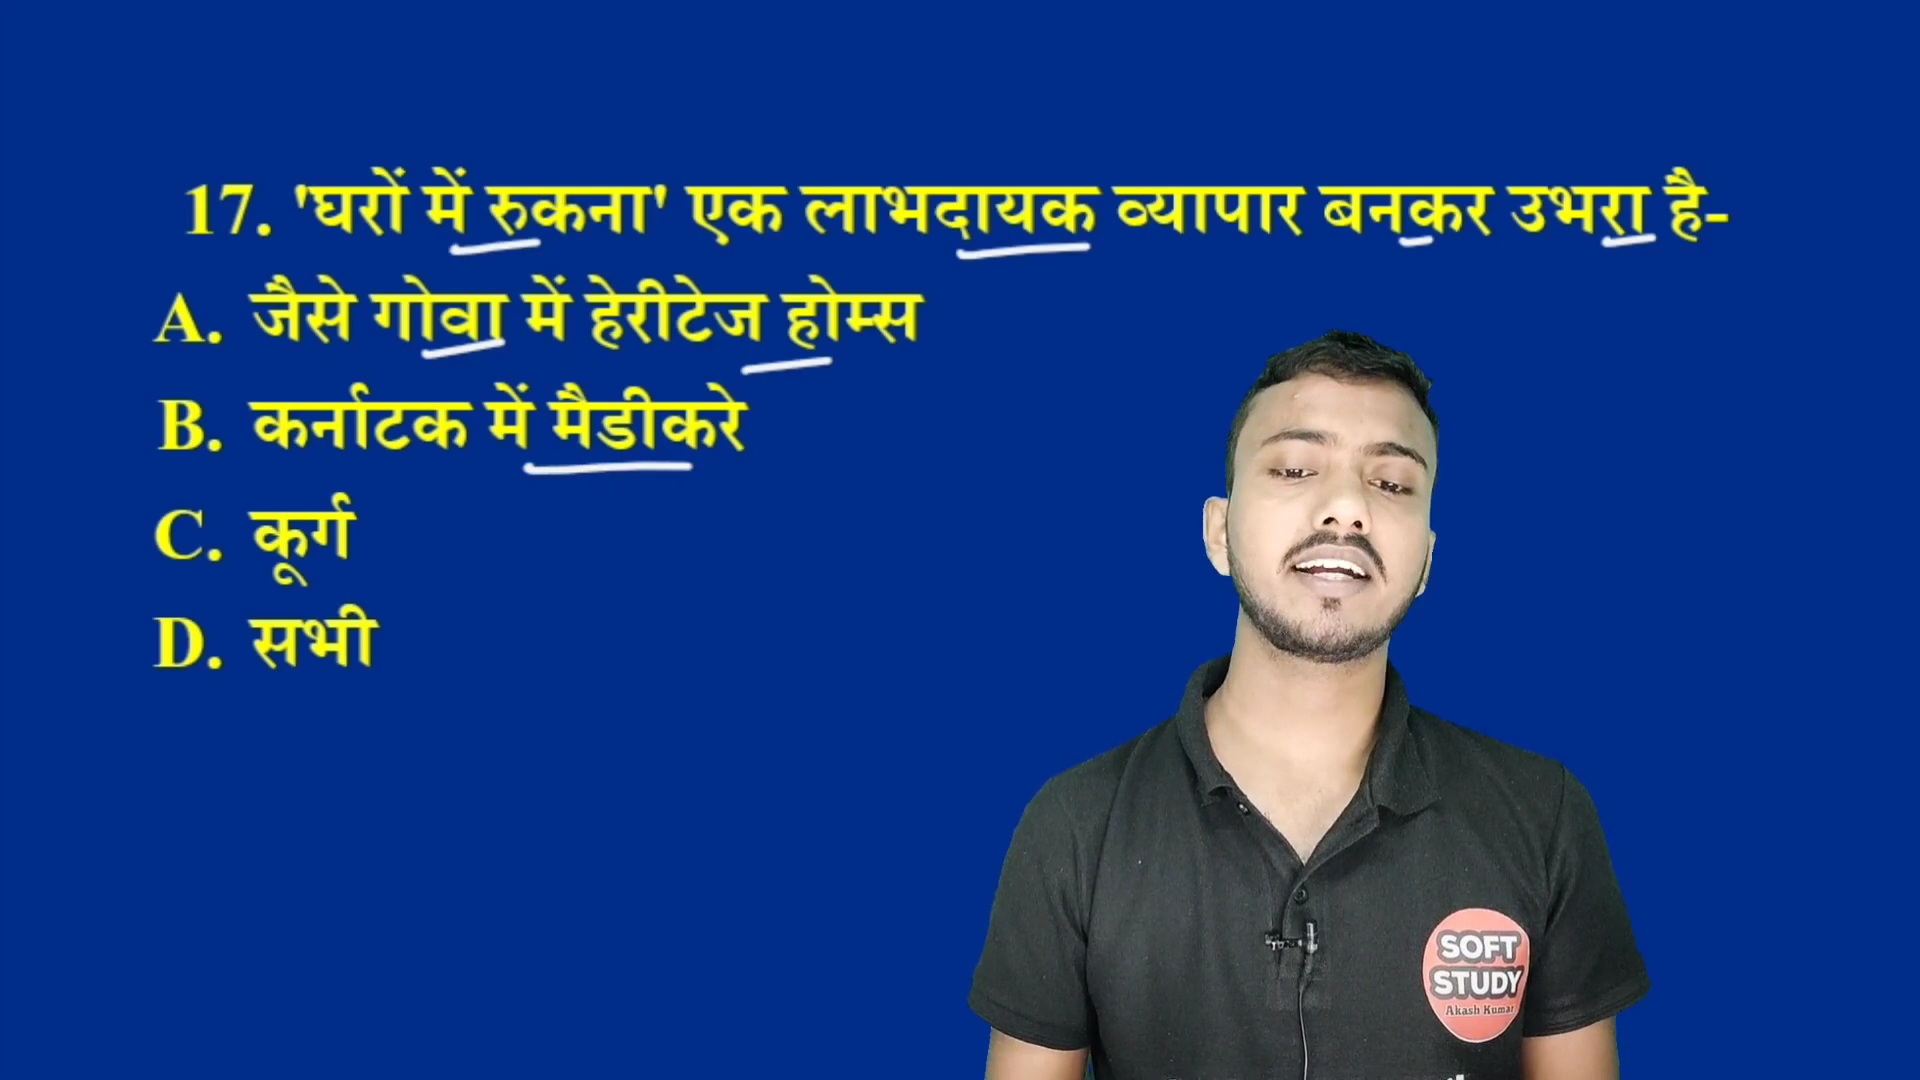 17. 'घरों में रुकना' एक लाभदायक व्यापार बनकर उभरा है-
A. जैसे गोवा में हेरीटेज होम्स
B. कर्नाटक में मैडीकरे
C. कूर्ग
D. सभी
SOFT
STUDY
Akash Kumar